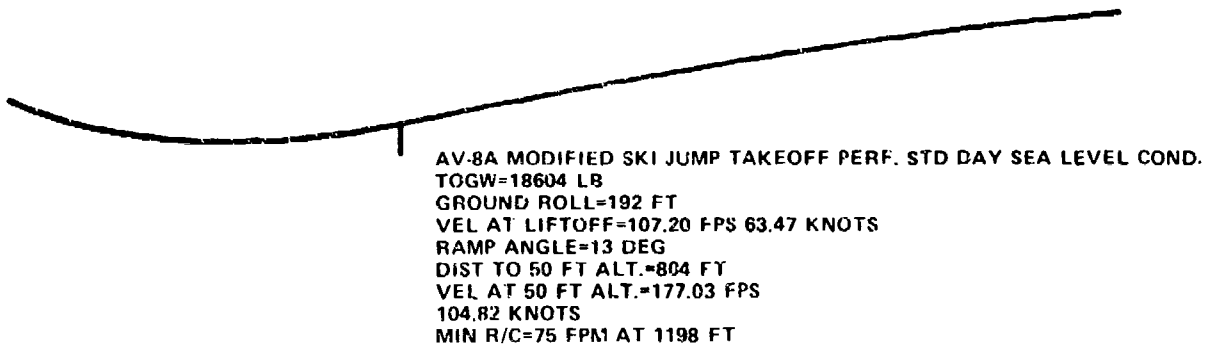 AV-8A MODIFIED SKI JUMP TAKEOFF PERF. STD DAY SEA LEVEL COND.
TOGW=18604 LB
GROUND ROLL=192 FT
VEL AT LIFTOFF=107.20 FPS 63.47 KNOTS
RAMP ANGLE=13 DEG
DIST TO 50 FT ALT.=804 FT
VEL AT 50 FT ALT.=177.03 FPS
104.82 KNOTS
MIN R/C=75 FPM AT 1198 FT